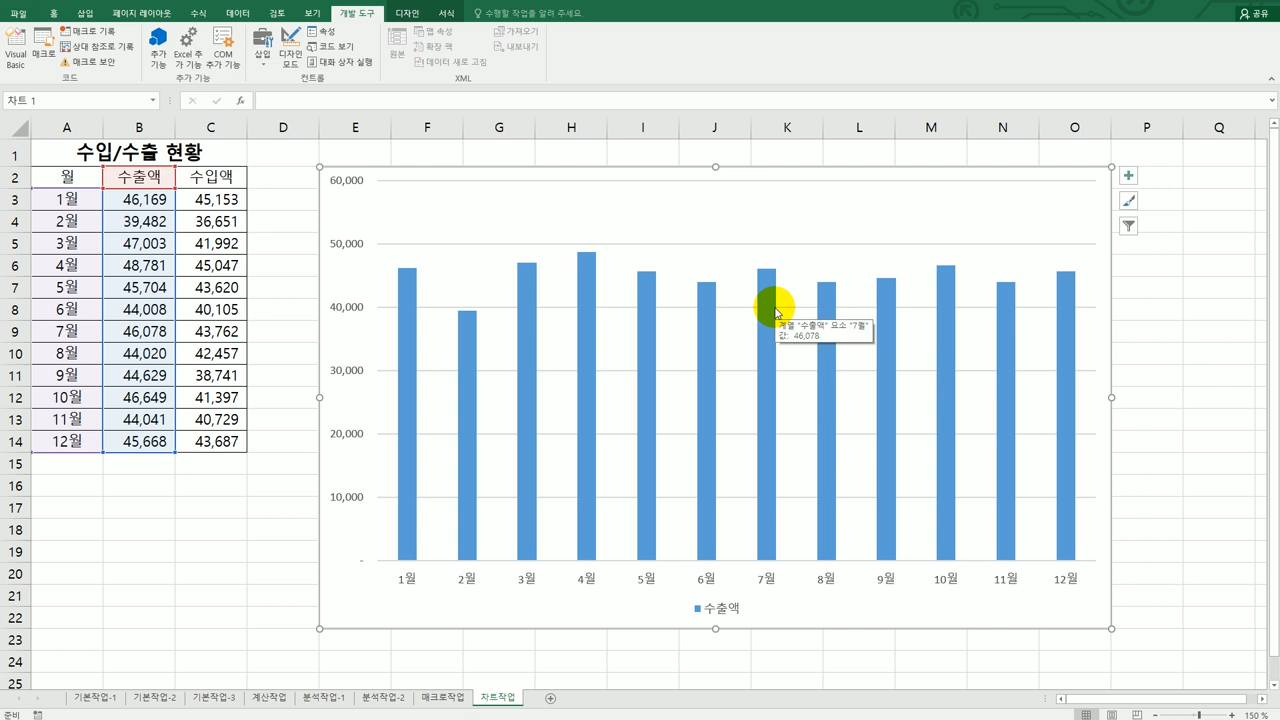 파일 홈 삽입 페이지 레이아웃 수식 데이터 검토 보기 개발 도구 디자인 서식 수행할 작업을 알려 주세요. 공유
Visual Basic
매크로
매크로 기록
상대 참조로 기록
매크로 보안
코드
추가 기능
Excel 추가 기능
COM 추가 기능
추가 기능
삽입
디자인 모드
속성
코드 보기
대화 상자 실행
컨트롤
원본
맵 속성
확장 팩
데이터 새로 고침
가져오기
내보내기
XML
차트 1
fx
A B C D E F G H I J K L M N O P Q
1 수입/수출 현황
2 월 수출액 수입액
3 1월 46,169 45,153
4 2월 39,482 36,651
5 3월 47,003 41,992
6 4월 48,781 45,047
7 5월 45,704 43,620
8 6월 44,008 40,105
9 7월 46,078 43,762
10 8월 44,020 42,457
11 9월 44,629 38,741
12 10월 46,649 41,397
13 11월 44,041 40,729
14 12월 45,668 43,687
15
16
17
18
19
20
21
22
23
24
25
60,000
50,000
40,000
30,000
20,000
10,000
-
계열 "수출액" 요소 "7월"
값: 46,078
1월 2월 3월 4월 5월 6월 7월 8월 9월 10월 11월 12월
수출액
기본작업-1 기본작업-2 기본작업-3 계산작업 분석작업-1 분석작업-2 매크로작업 차트작업
준비
150 %